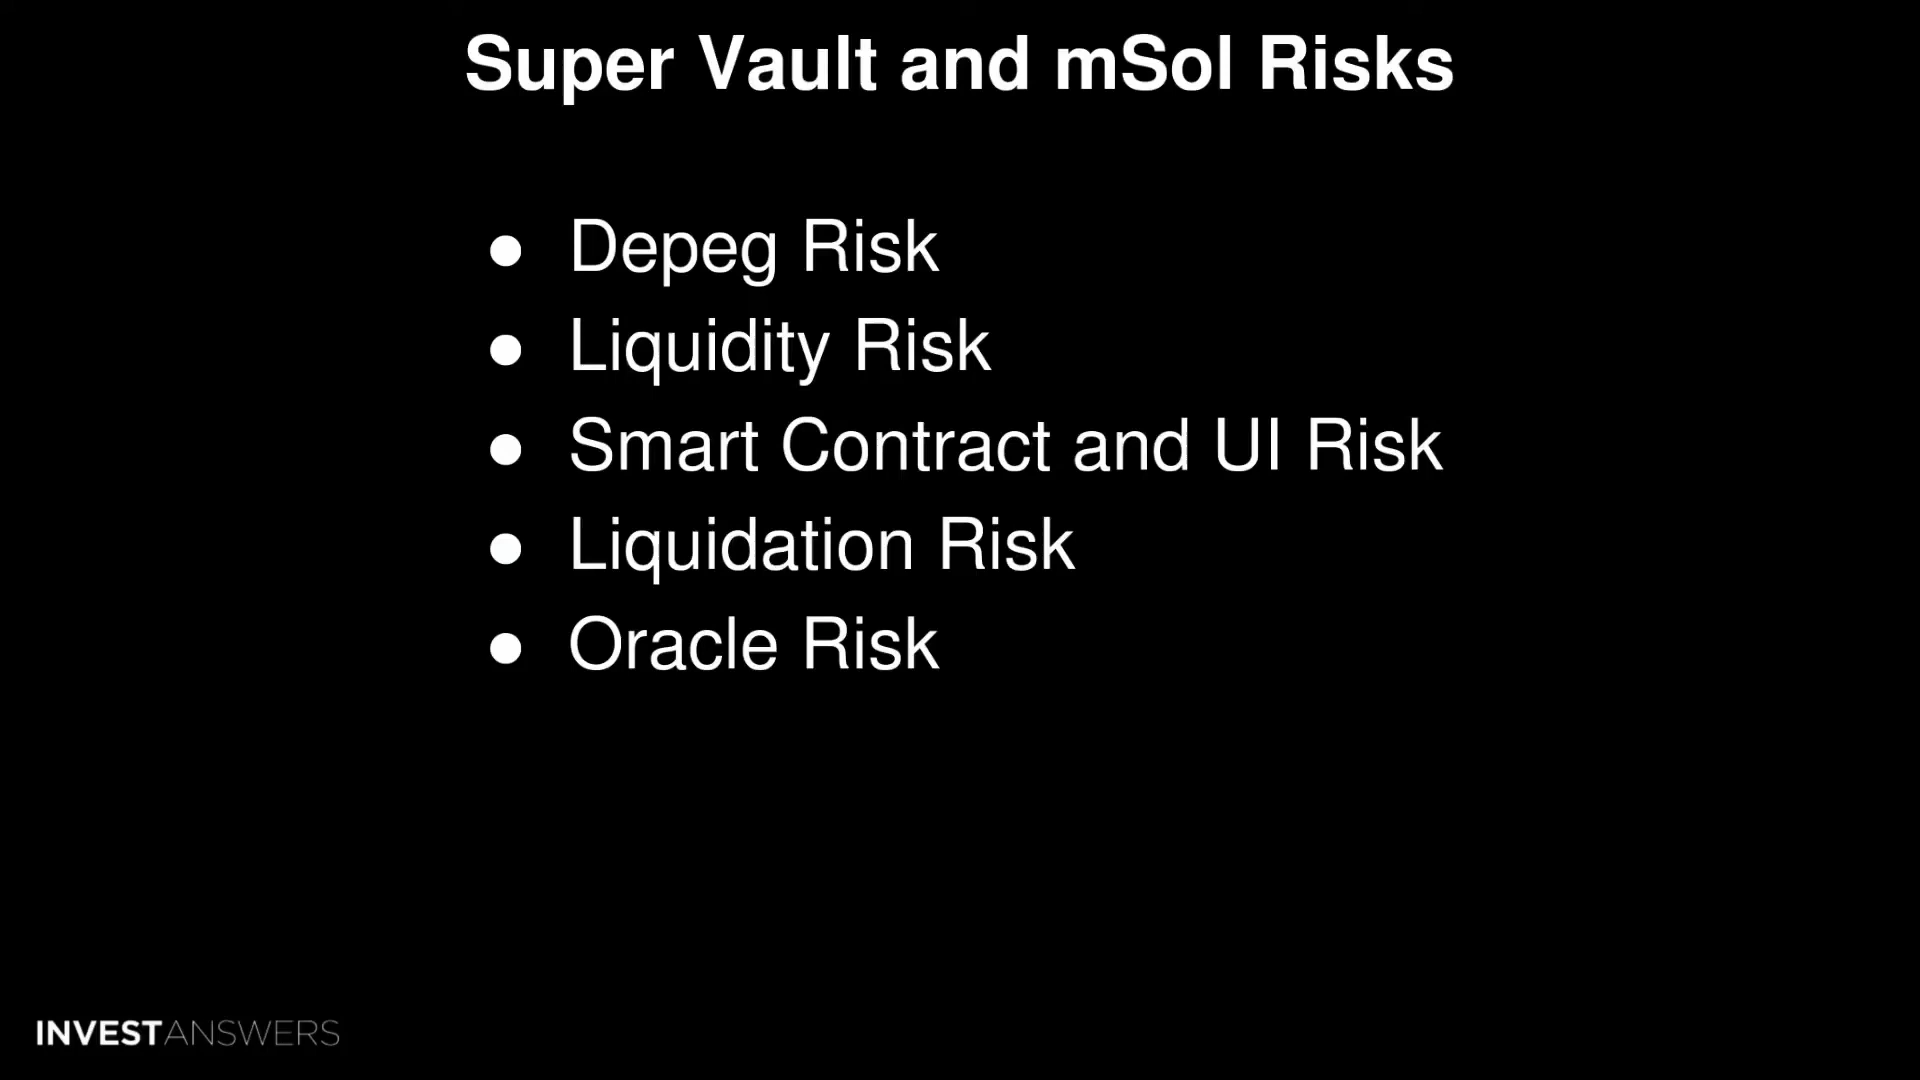 Super Vault and mSol Risks
● Depeg Risk
● Liquidity Risk
● Smart Contract and UI Risk
● Liquidation Risk
● Oracle Risk
INVESTANSWERS